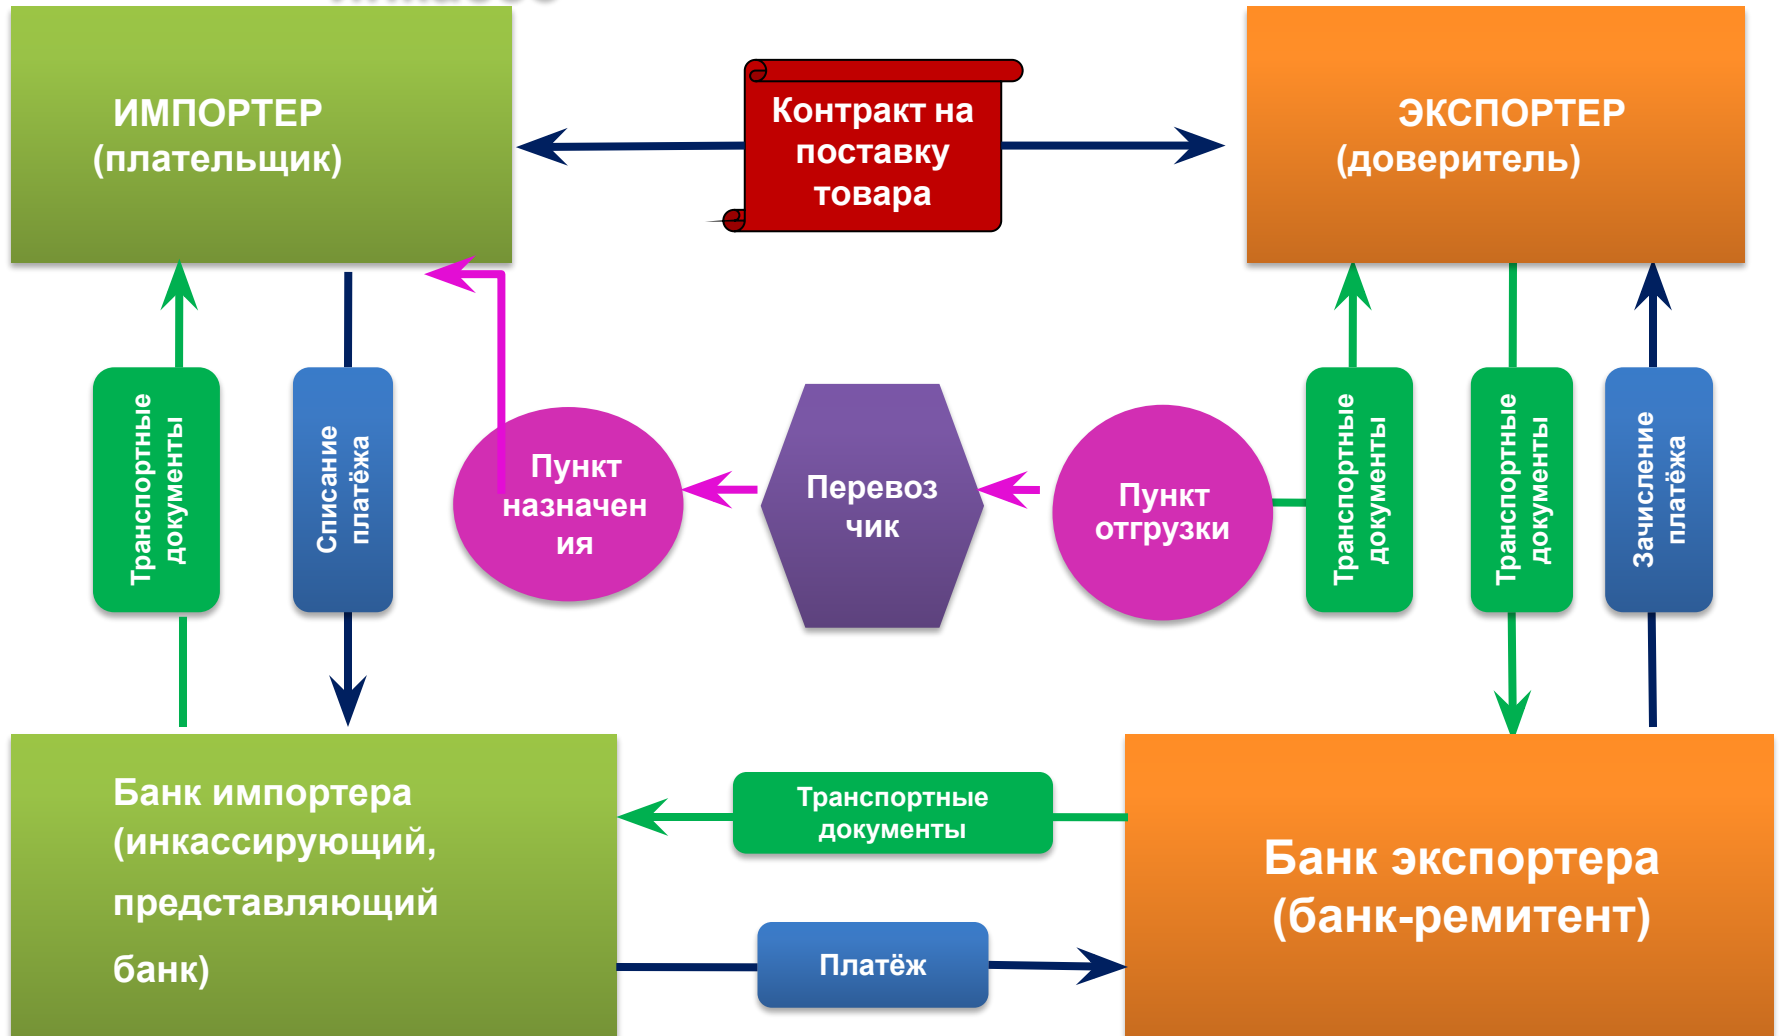 ИМПОРТЕР
(плательщик)
Контракт на
поставку
товара
ЭКСПОРТЕР
(доверитель)
Транспортные
документы
Списание
платёжа
Пункт
назначен
ия
Перевоз
чик
Пункт
отгрузки
Транспортные
документы
Транспортные
документы
Зачисление
платёжа
Банк импортера
(инкассирующий,
представляющий
банк)
Транспортные
документы
Платёж
Банк экспортера
(банк-ремитент)